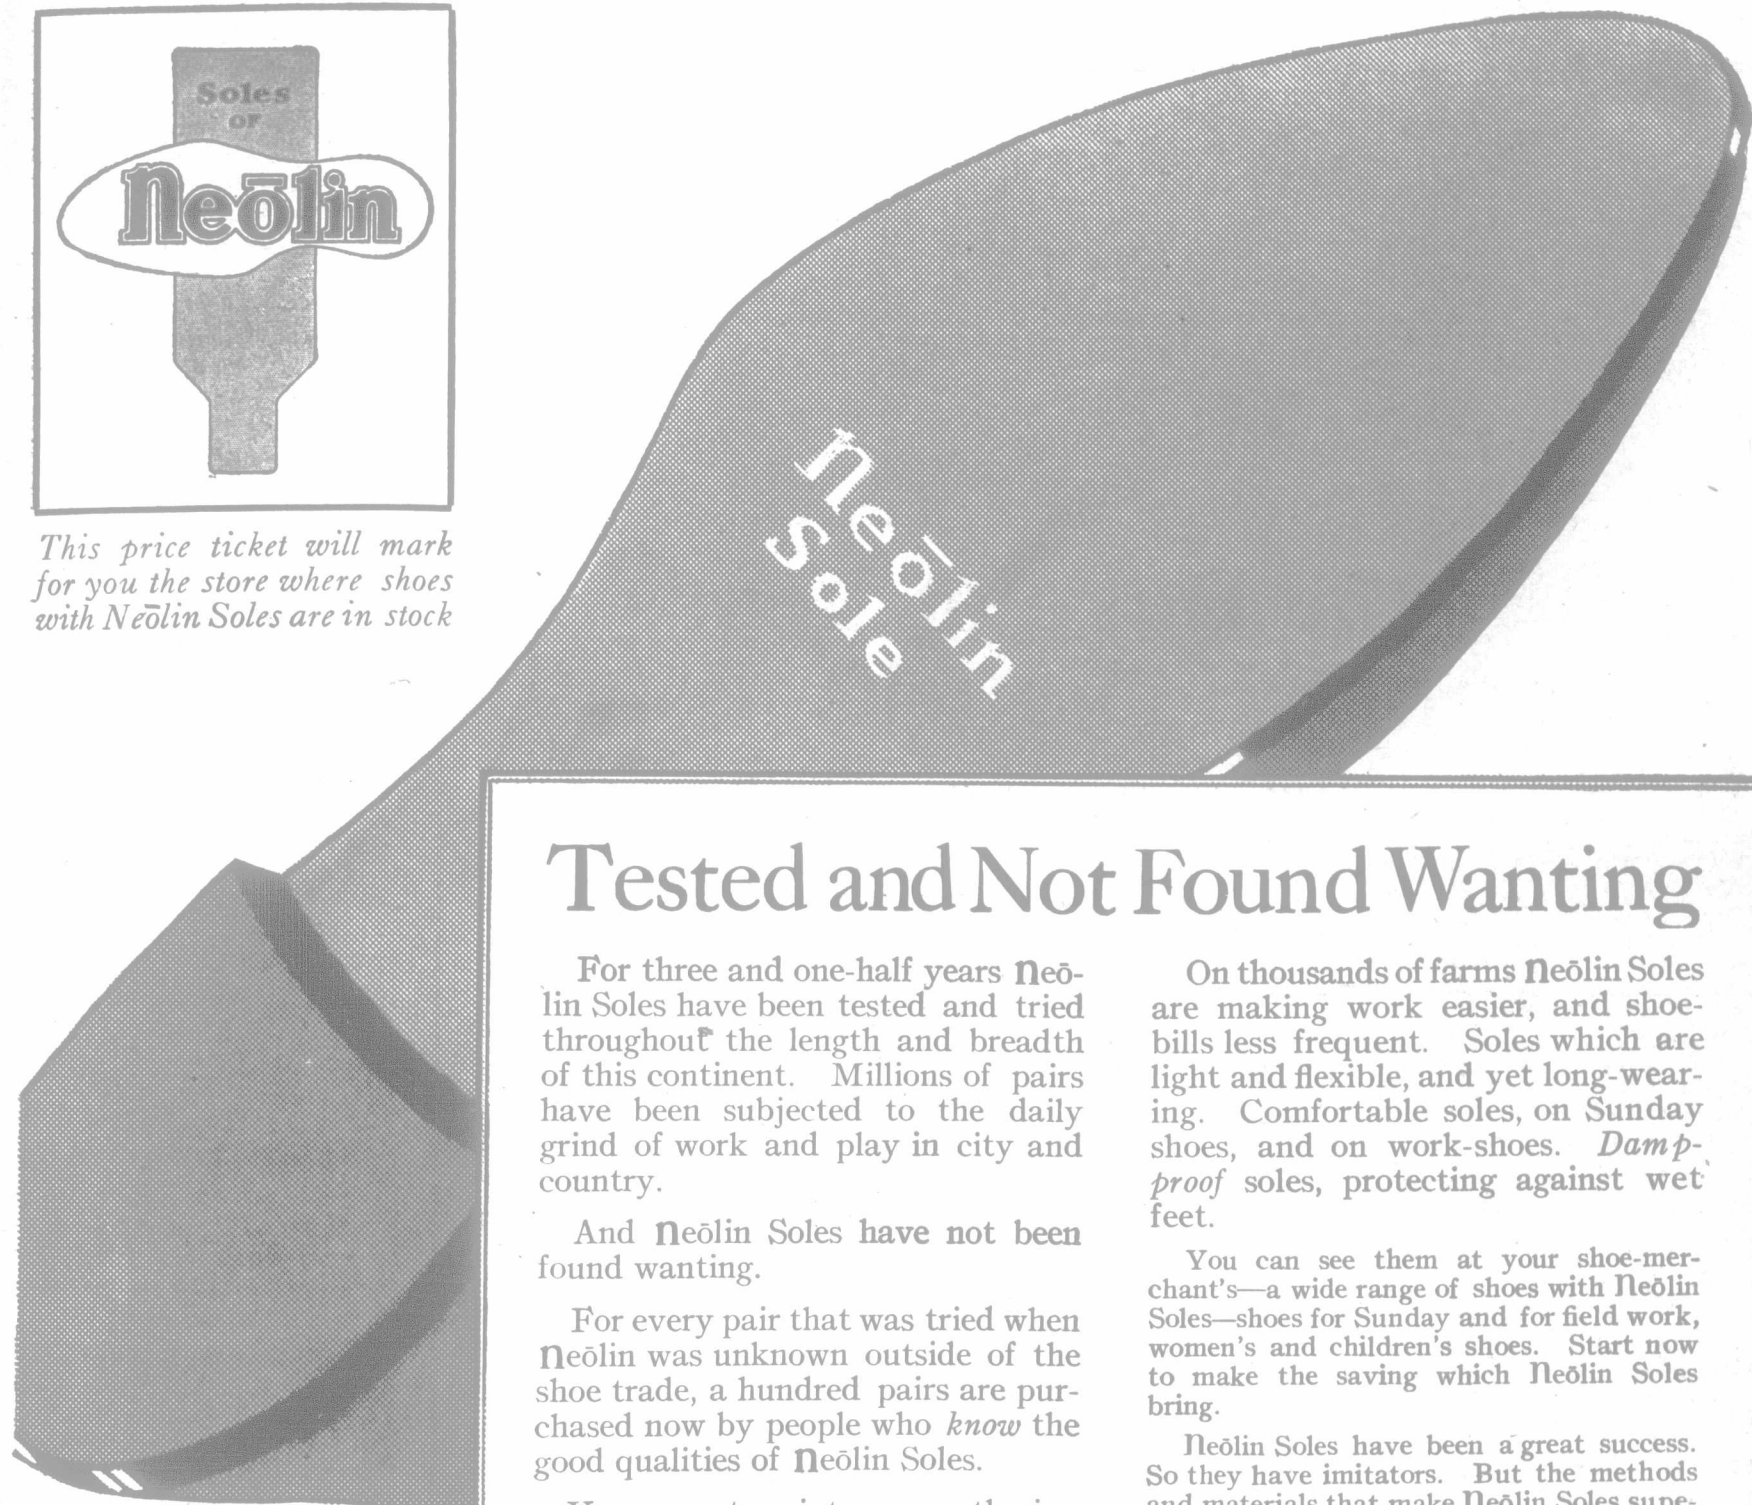 Soles
OF
Neōlin
This price ticket will mark
for you the store where shoes
with Neōlin Soles are in stock
Neōlin
Sole
Tested and Not Found Wanting
For three and one-half years Neō-
lin Soles have been tested and tried
throughout the length and breadth
of this continent. Millions of pairs
have been subjected to the daily
grind of work and play in city and
country.
And Neōlin Soles have not been
found wanting.
For every pair that was tried when
Neōlin was unknown outside of the
shoe trade, a hundred pairs are pur-
chased now by people who know the
good qualities of Neōlin Soles.
On thousands of farms Neōlin Soles
are making work easier, and shoe-
bills less frequent. Soles which are
light and flexible, and yet long-wear-
ing. Comfortable soles, on Sunday
shoes, and on work-shoes. Damp-
proof soles, protecting against wet
feet.
You can see them at your shoe-mer-
chant's—a wide range of shoes with Neōlin
Soles—shoes for Sunday and for field work,
women's and children's shoes. Start now
to make the saving which Neōlin Soles
bring.
Neōlin Soles have been a great success.
So they have imitators. But the methods
and materials that make Neōlin Soles supe-